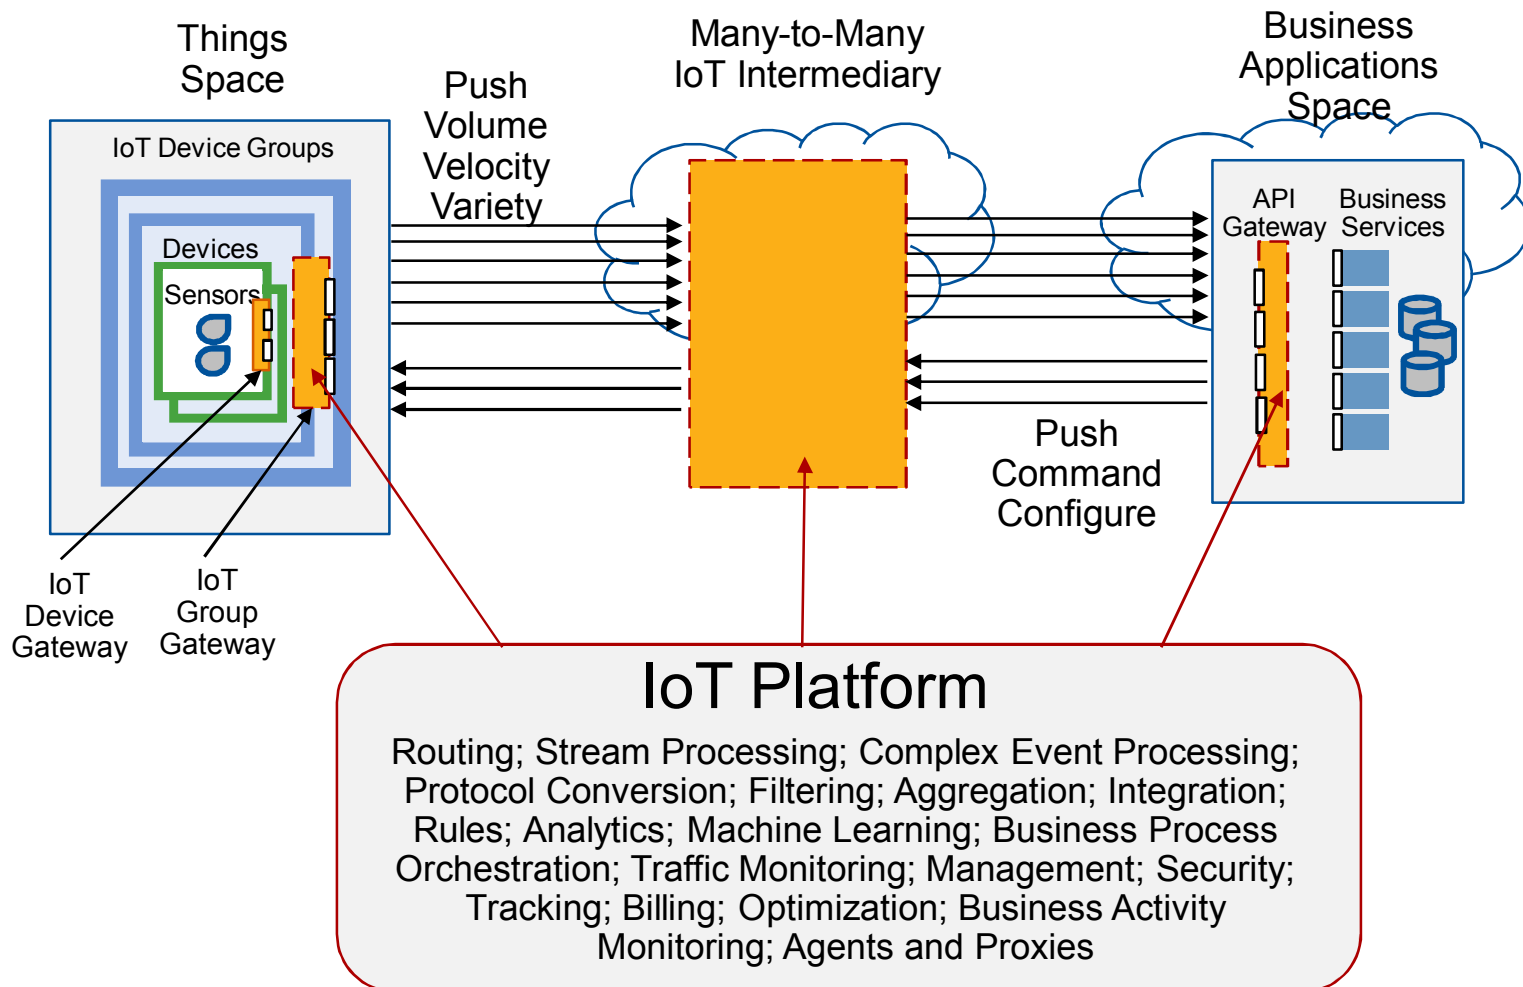 Things
Space
Many-to-Many
IoT Intermediary
Business
Applications
Space
Push
Volume
Velocity
Variety
IoT Device Groups
Devices
Sensors
API
Gateway
Business
Services
Push
Command
Configure
IoT
Device
Gateway
IoT
Group
Gateway
IoT Platform
Routing; Stream Processing; Complex Event Processing;
Protocol Conversion; Filtering; Aggregation; Integration;
Rules; Analytics; Machine Learning; Business Process
Orchestration; Traffic Monitoring; Management; Security;
Tracking; Billing; Optimization; Business Activity
Monitoring; Agents and Proxies